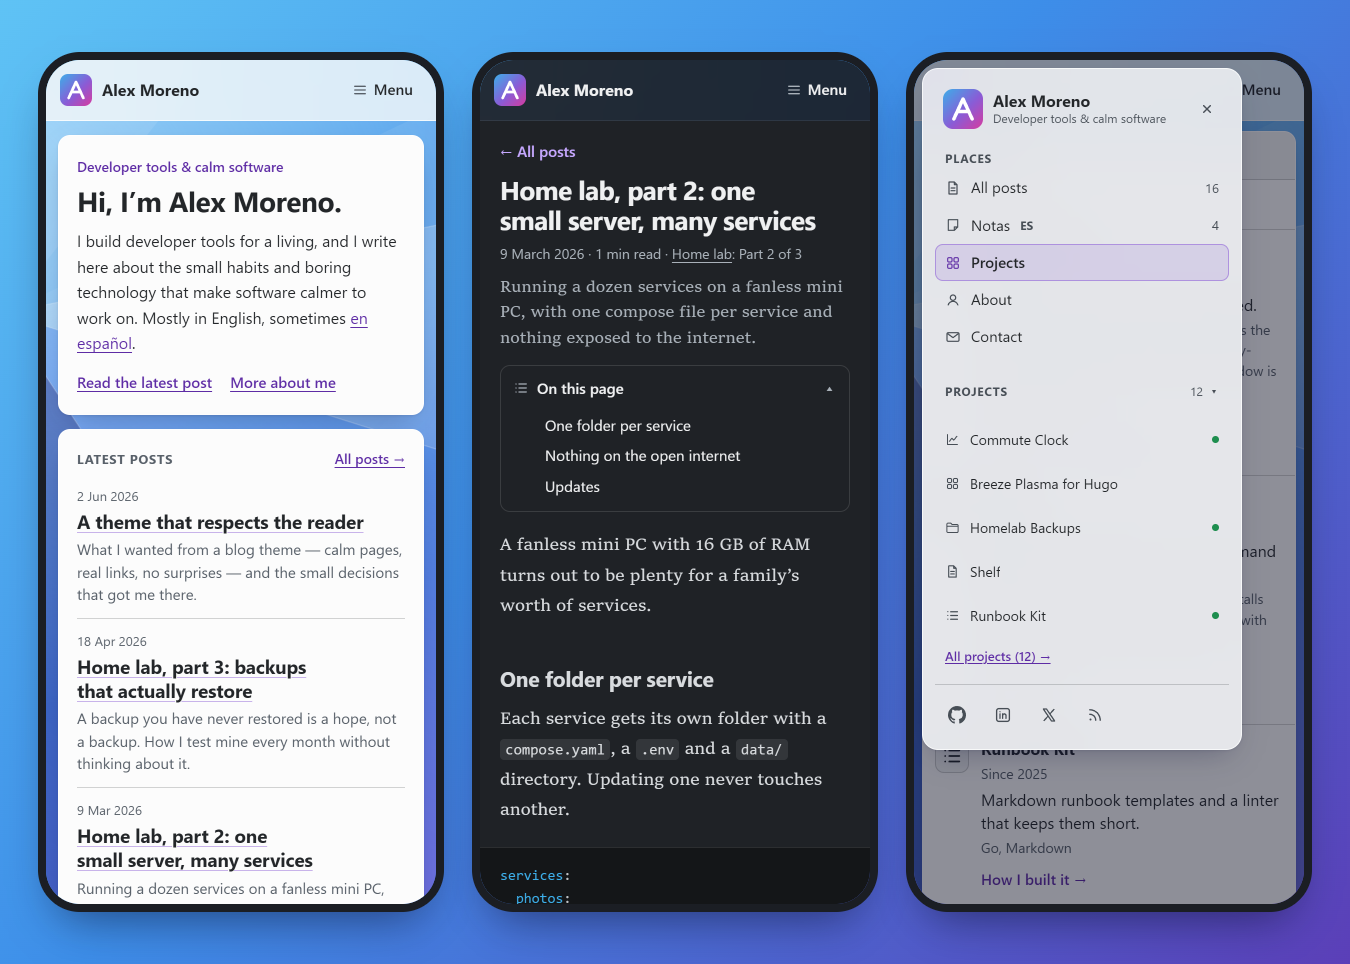 Alex Moreno
Menu
Developer tools & calm software
Hi, I’m Alex Moreno.
I build developer tools for a living, and I write
here about the small habits and boring
technology that make software calmer to
work on. Mostly in English, sometimes en
español.
Read the latest post More about me
LATEST POSTS
All posts →
2 Jun 2026
A theme that respects the reader
What I wanted from a blog theme — calm pages,
real links, no surprises — and the small decisions
that got me there.
18 Apr 2026
Home lab, part 3: backups
that actually restore
A backup you have never restored is a hope, not
a backup. How I test mine every month without
thinking about it.
9 Mar 2026
Home lab, part 2: one
small server, many services
Running a dozen services on a fanless mini PC,
Alex Moreno
Menu
← All posts
Home lab, part 2: one
small server, many services
9 March 2026 · 1 min read · Home lab: Part 2 of 3
Running a dozen services on a fanless mini
PC, with one compose file per service and
nothing exposed to the internet.
On this page
One folder per service
Nothing on the open internet
Updates
A fanless mini PC with 16 GB of RAM
turns out to be plenty for a family’s
worth of services.
One folder per service
Each service gets its own folder with a
compose.yaml, a .env and a data/
directory. Updating one never touches
another.
services:
photos:
Menu
Alex Moreno
Developer tools & calm software
PLACES
All posts 16
Notas ES 4
Projects
About
Contact
PROJECTS 12
Commute Clock
Breeze Plasma for Hugo
Homelab Backups
Shelf
Runbook Kit
All projects (12) →
ed.
s the
y-
dow is
mand
calls
with
Runbook Kit
Since 2025
Markdown runbook templates and a linter
that keeps them short.
Go, Markdown
How I built it →